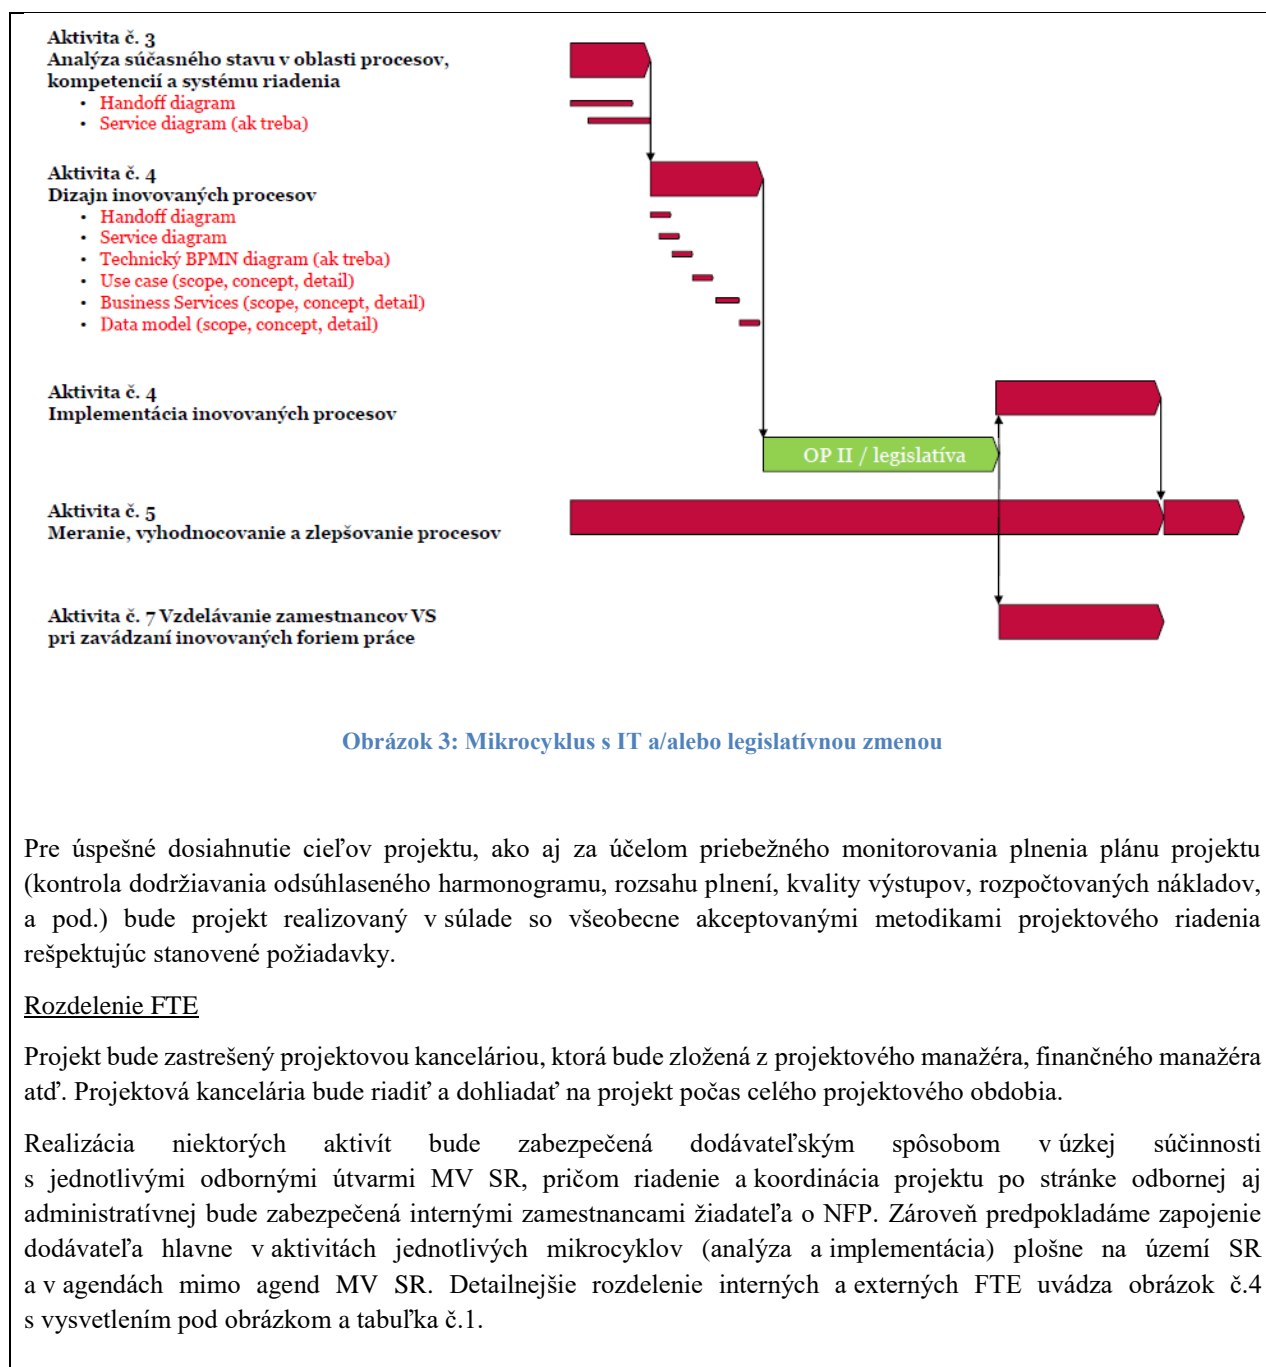 Aktivita č. 3
Analýza súčasného stavu v oblasti procesov,
kompetencií a systému riadenia
• Handoff diagram
• Service diagram (ak treba)
Aktivita č. 4
Dizajn inovovaných procesov
• Handoff diagram
• Service diagram
• Technický BPMN diagram (ak treba)
• Use case (scope, concept, detail)
• Business Services (scope, concept, detail)
• Data model (scope, concept, detail)
Aktivita č. 4
Implementácia inovovaných procesov
OP II / legislatíva
Aktivita č. 5
Meranie, vyhodnocovanie a zlepšovanie procesov
Aktivita č. 7 Vzdelávanie zamestnancov VS
pri zavádzaní inovovaných foriem práce
Obrázok 3: Mikrocyklus s IT a/alebo legislatívnou zmenou
Pre úspešné dosiahnutie cieľov projektu, ako aj za účelom priebežného monitorovania plnenia plánu projektu
(kontrola dodržiavania odsúhlaseného harmonogramu, rozsahu plnení, kvality výstupov, rozpočtovaných nákladov,
a pod.) bude projekt realizovaný v súlade so všeobecne akceptovanými metodikami projektového riadenia
rešpektujúc stanovené požiadavky.
Rozdelenie FTE
Projekt bude zastrešený projektovou kanceláriou, ktorá bude zložená z projektového manažéra, finančného manažéra
atď. Projektová kancelária bude riadiť a dohliadať na projekt počas celého projektového obdobia.
Realizácia niektorých aktivít bude zabezpečená dodávateľským spôsobom v úzkej súčinnosti
s jednotlivými odbornými útvarmi MV SR, pričom riadenie a koordinácia projektu po stránke odbornej aj
administratívnej bude zabezpečená internými zamestnancami žiadateľa o NFP. Zároveň predpokladáme zapojenie
dodávateľa hlavne v aktivitách jednotlivých mikrocyklov (analýza a implementácia) plošne na území SR
a v agendách mimo agend MV SR. Detailnejšie rozdelenie interných a externých FTE uvádza obrázok č.4
s vysvetlením pod obrázkom a tabuľka č.1.